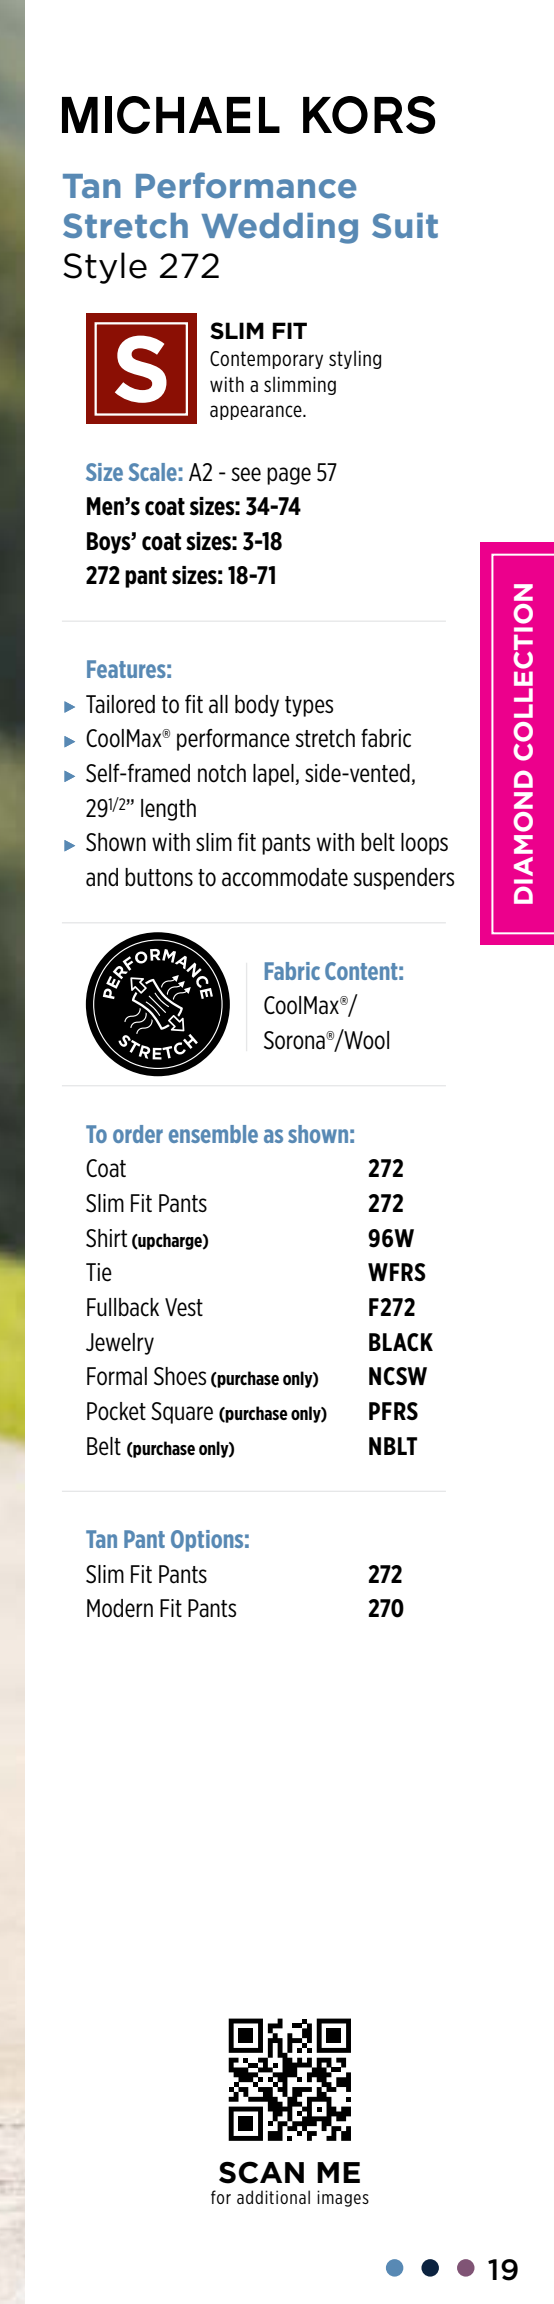 MICHAEL KORS
Tan Performance
Stretch Wedding Suit
Style 272
S
SLIM FIT
Contemporary styling
with a slimming
appearance.
Size Scale: A2 - see page 57
Men's coat sizes: 34-74
Boys' coat sizes: 3-18
272 pant sizes: 18-71
DIAMOND COLLECTION
Features:
▶ Tailored to fit all body types
▶ CoolMax® performance stretch fabric
▶ Self-framed notch lapel, side-vented,
29 1/2” length
▶ Shown with slim fit pants with belt loops
and buttons to accommodate suspenders
PERFORMANCE
STRETCH
Fabric Content:
CoolMax®/
Sorona®/Wool
To order ensemble as shown:
Coat 272
Slim Fit Pants 272
Shirt (upcharge) 96W
Tie WFRS
Fullback Vest F272
Jewelry BLACK
Formal Shoes (purchase only) NCSW
Pocket Square (purchase only) PFRS
Belt (purchase only) NBLT
Tan Pant Options:
Slim Fit Pants 272
Modern Fit Pants 270
SCAN ME
for additional images
19